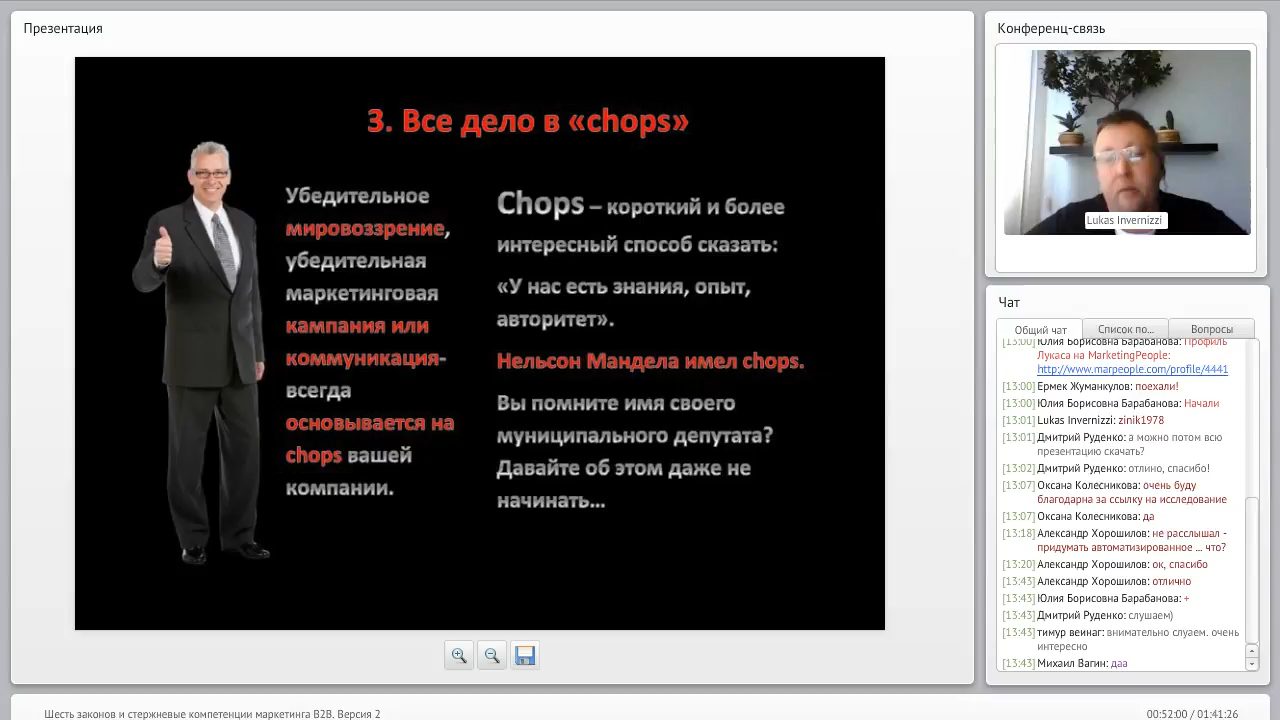 Презентация
3. Все дело в «chops»
Убедительное
мировоззрение,
убедительная
маркетинговая
кампания или
коммуникация-
всегда
основывается на
chops вашей
компании.
Chops – короткий и более
интересный способ сказать:
«У нас есть знания, опыт,
авторитет».
Нельсон Мандела имел chops.
Вы помните имя своего
муниципального депутата?
Давайте об этом даже не
начинать...
Конференц-связь
Lukas Invernizzi
Чат
Общий чат
Список по...
Вопросы
[13:00] Юлия Борисовна Барабанова: Профиль
Лукаса на MarketingPeople:
http://www.marpeople.com/profile/4441
[13:00] Ермек Жуманкулов: поехали!
[13:00] Юлия Борисовна Барабанова: Начали
[13:01] Lukas Invernizzi: zinik1978
[13:01] Дмитрий Руденко: а можно потом всю
презентацию скачать?
[13:02] Дмитрий Руденко: отлино, спасибо!
[13:07] Оксана Колесникова: очень буду
благодарна за ссылку на исследование
[13:07] Оксана Колесникова: да
[13:18] Александр Хорошилов: не расслышал -
придумать автоматизированное ... что?
[13:20] Александр Хорошилов: ок, спасибо
[13:43] Александр Хорошилов: отлично
[13:43] Юлия Борисовна Барабанова: +
[13:43] Дмитрий Руденко: слушаем)
[13:43] тимур веинаг: внимательно слуаем. очень
интересно
[13:43] Михаил Вагин: даа
Шесть законов и стержневые компетенции маркетинга B2B. Версия 2
00:52:00 / 01:41:26